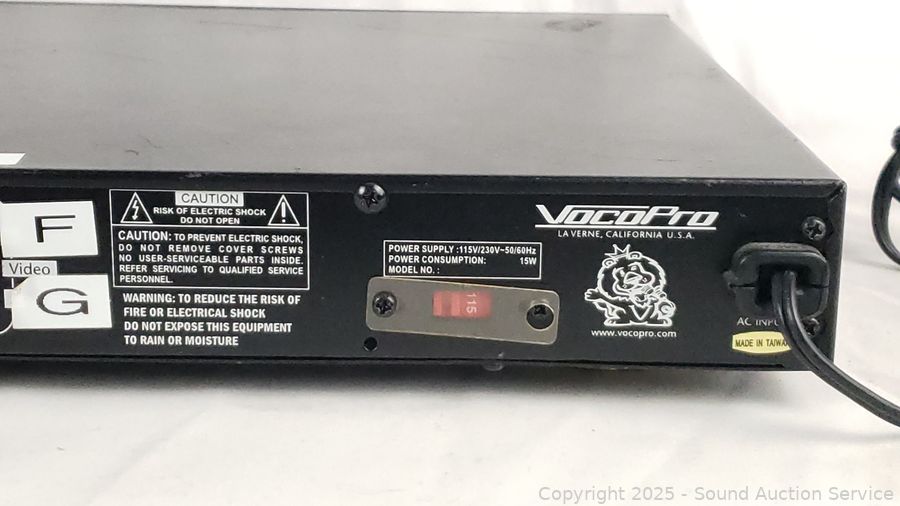 F
Video
G
CAUTION
RISK OF ELECTRIC SHOCK
DO NOT OPEN
CAUTION: TO PREVENT ELECTRIC SHOCK,
DO NOT REMOVE COVER SCREWS
NO USER-SERVICEABLE PARTS INSIDE.
REFER SERVICING TO QUALIFIED SERVICE
PERSONNEL.
WARNING: TO REDUCE THE RISK OF
FIRE OR ELECTRICAL SHOCK
DO NOT EXPOSE THIS EQUIPMENT
TO RAIN OR MOISTURE
POWER SUPPLY :115V/230V~50/60Hz
POWER CONSUMPTION: 15W
MODEL NO. :
115
VocoPro
LA VERNE, CALIFORNIA U.S.A.
www.vocopro.com
AC INPU
MADE IN TAIWA
Copyright © 2025 - Sound Auction Service